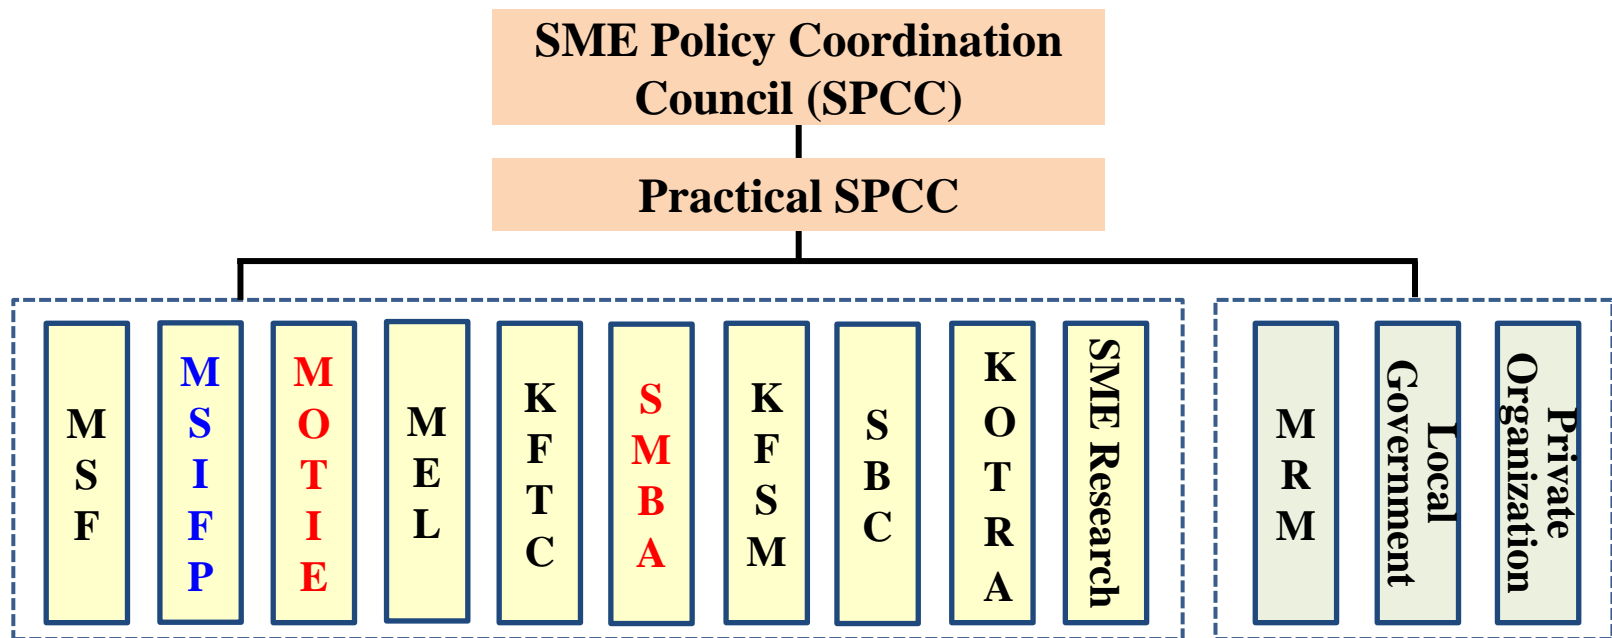 SME Policy Coordination
Council (SPCC)
Practical SPCC
MSF
MSIFP
MOTIE
MEL
KFTC
SMBA
KFSM
SBC
KOTRA
SME Research
MRM
Local
Government
Private
Organization